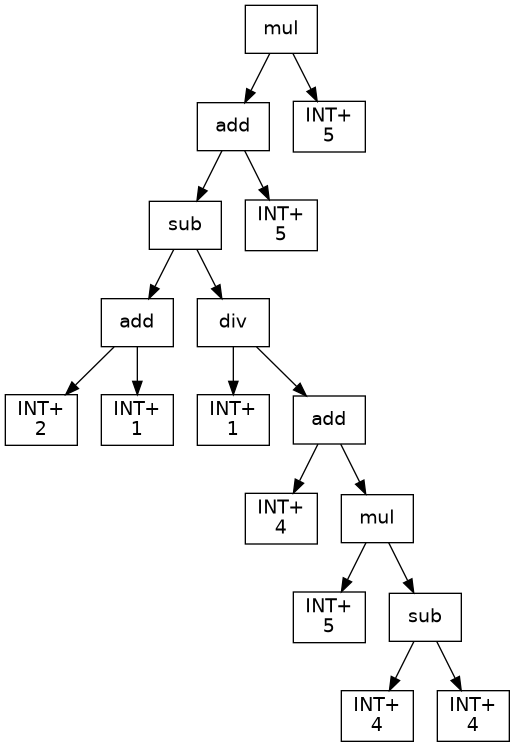 mul
add
INT+
5
sub
INT+
5
add
div
INT+
2
INT+
1
INT+
1
add
INT+
4
mul
INT+
5
sub
INT+
4
INT+
4